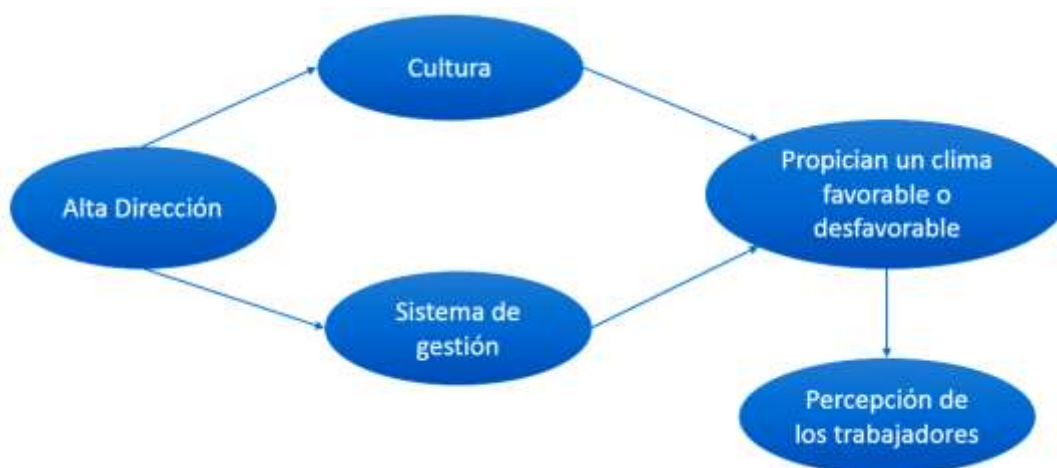 Cultura
Alta Dirección
Propician un clima
favorable o
desfavorable
Sistema de
gestión
Percepción de
los trabajadores